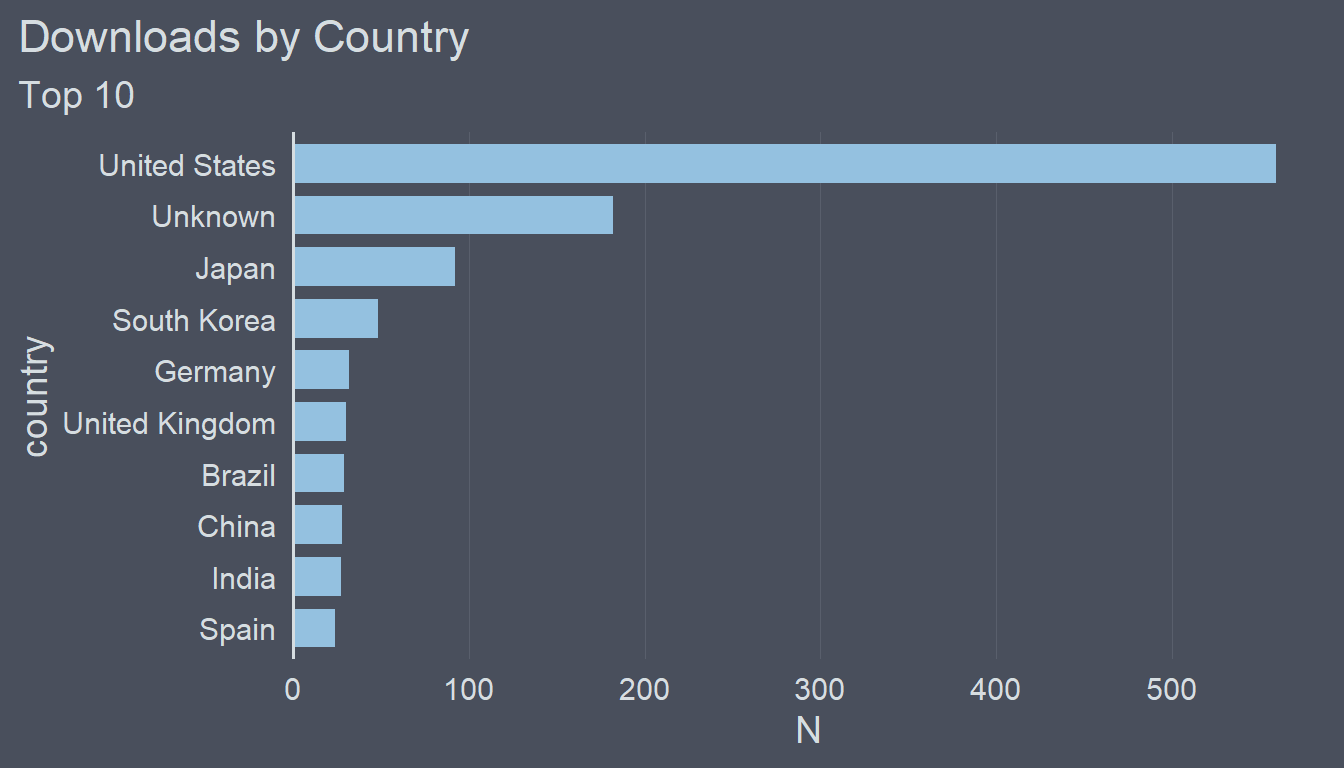 Downloads by Country
Top 10
country
United States
Unknown
Japan
South Korea
Germany
United Kingdom
Brazil
China
India
Spain
0 100 200 300 400 500
N